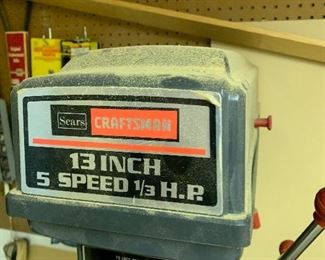 Sears CRAFTSMAN
13 INCH
5 SPEED 1/3 H.P.